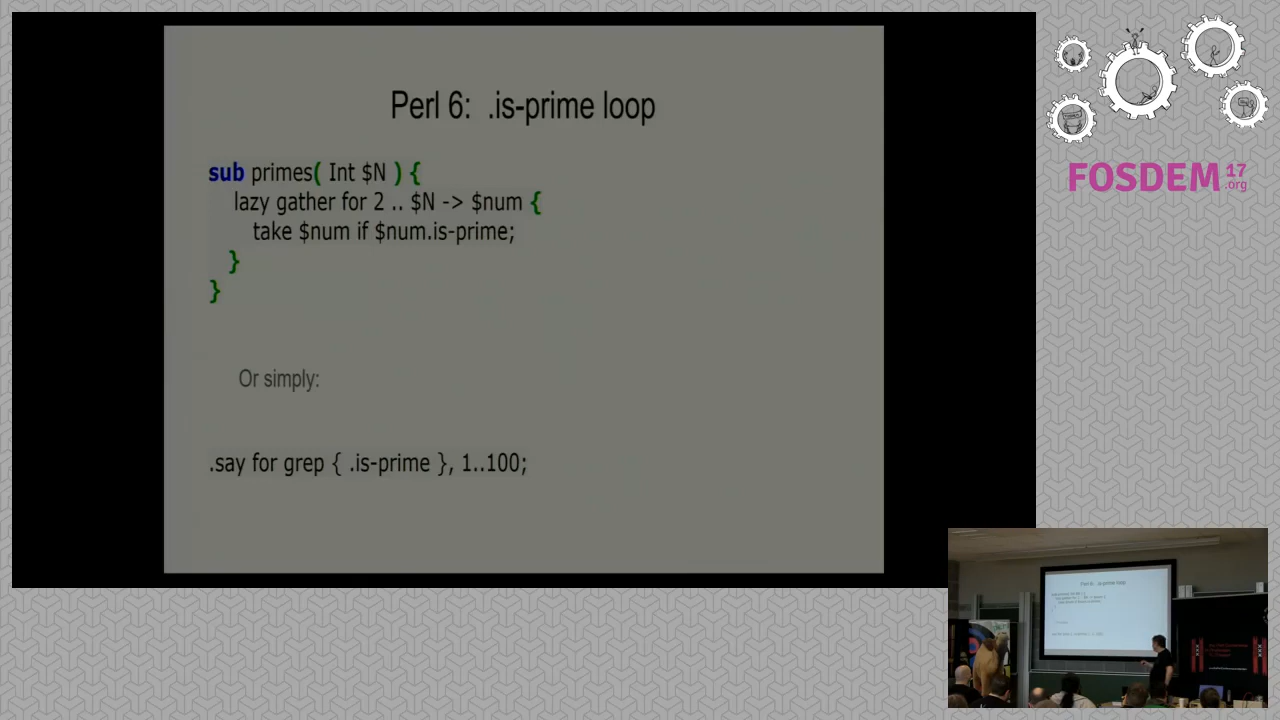 Perl 6: .is-prime loop
sub primes( Int $N ) {
lazy gather for 2 .. $N -> $num {
take $num if $num.is-prime;
}
}
Or simply:
.say for grep { .is-prime }, 1..100;
FOSDEM 17
.org